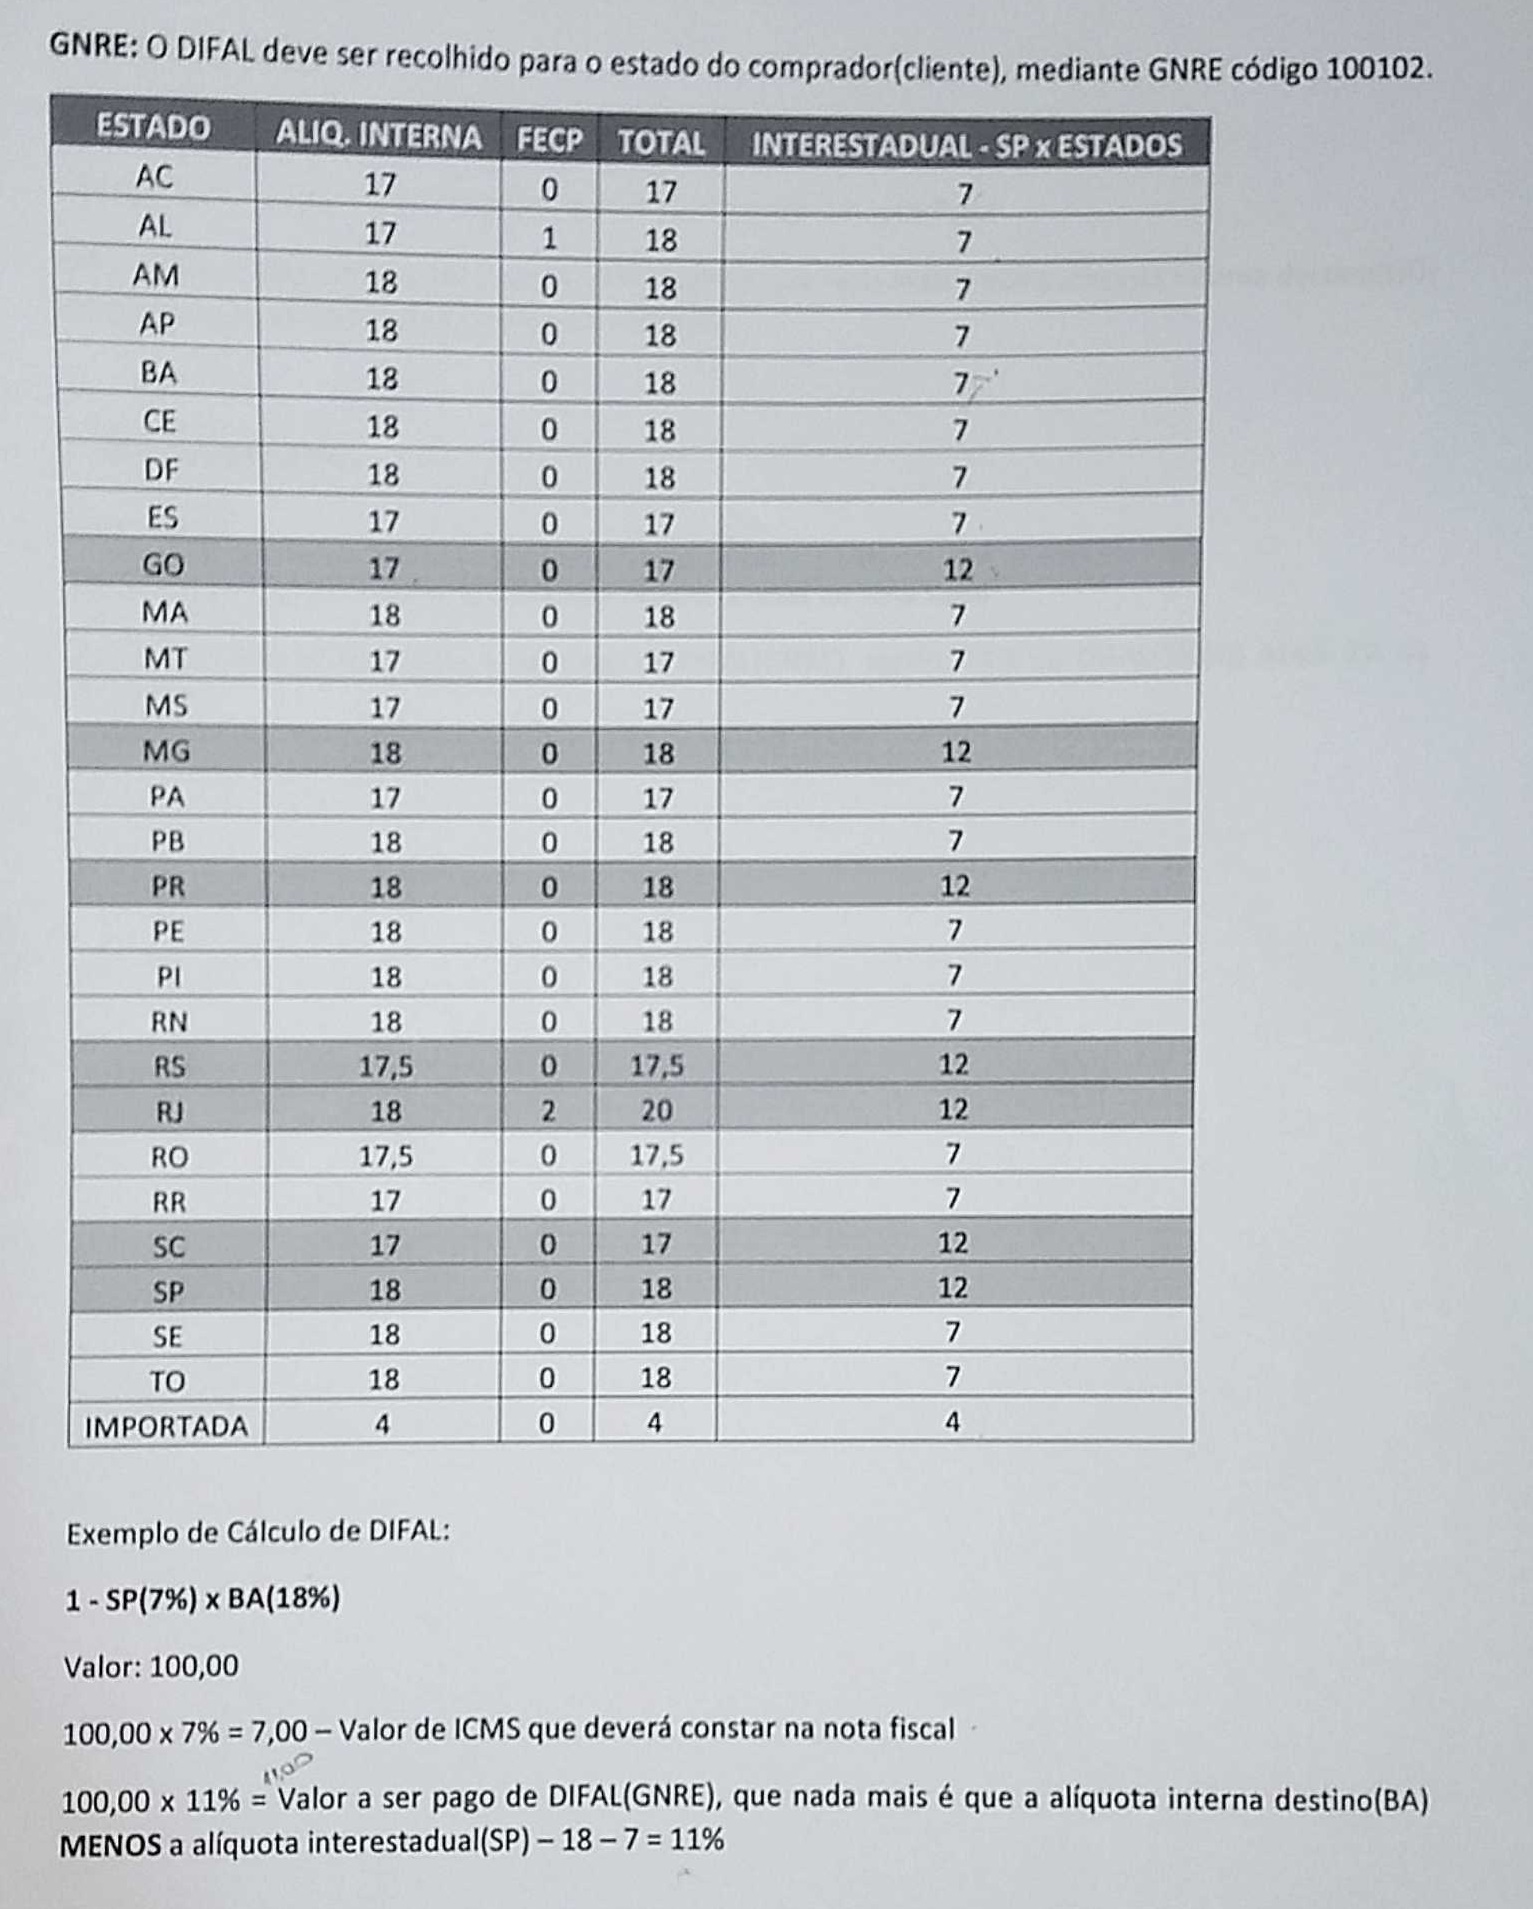 GNRE: O DIFAL deve ser recolhido para o estado do comprador(cliente), mediante GNRE código 100102.
ESTADO ALIQ. INTERNA FECP TOTAL INTERESTADUAL - SP x ESTADOS
AC 17 0 17 7
AL 17 1 18 7
AM 18 0 18 7
AP 18 0 18 7
BA 18 0 18 7
CE 18 0 18 7
DF 18 0 18 7
ES 17 0 17 7
GO 17 0 17 12
MA 18 0 18 7
MT 17 0 17 7
MS 17 0 17 7
MG 18 0 18 12
PA 17 0 17 7
PB 18 0 18 7
PR 18 0 18 12
PE 18 0 18 7
PI 18 0 18 7
RN 18 0 18 7
RS 17,5 0 17,5 12
RJ 18 2 20 12
RO 17,5 0 17,5 7
RR 17 0 17 7
SC 17 0 17 12
SP 18 0 18 12
SE 18 0 18 7
TO 18 0 18 7
IMPORTADA 4 0 4 4
Exemplo de Cálculo de DIFAL:
1 - SP(7%) x BA(18%)
Valor: 100,00
100,00 x 7% = 7,00 – Valor de ICMS que deverá constar na nota fiscal
11,00
100,00 x 11% = Valor a ser pago de DIFAL(GNRE), que nada mais é que a alíquota interna destino(BA)
MENOS a alíquota interestadual(SP) – 18 – 7 = 11%